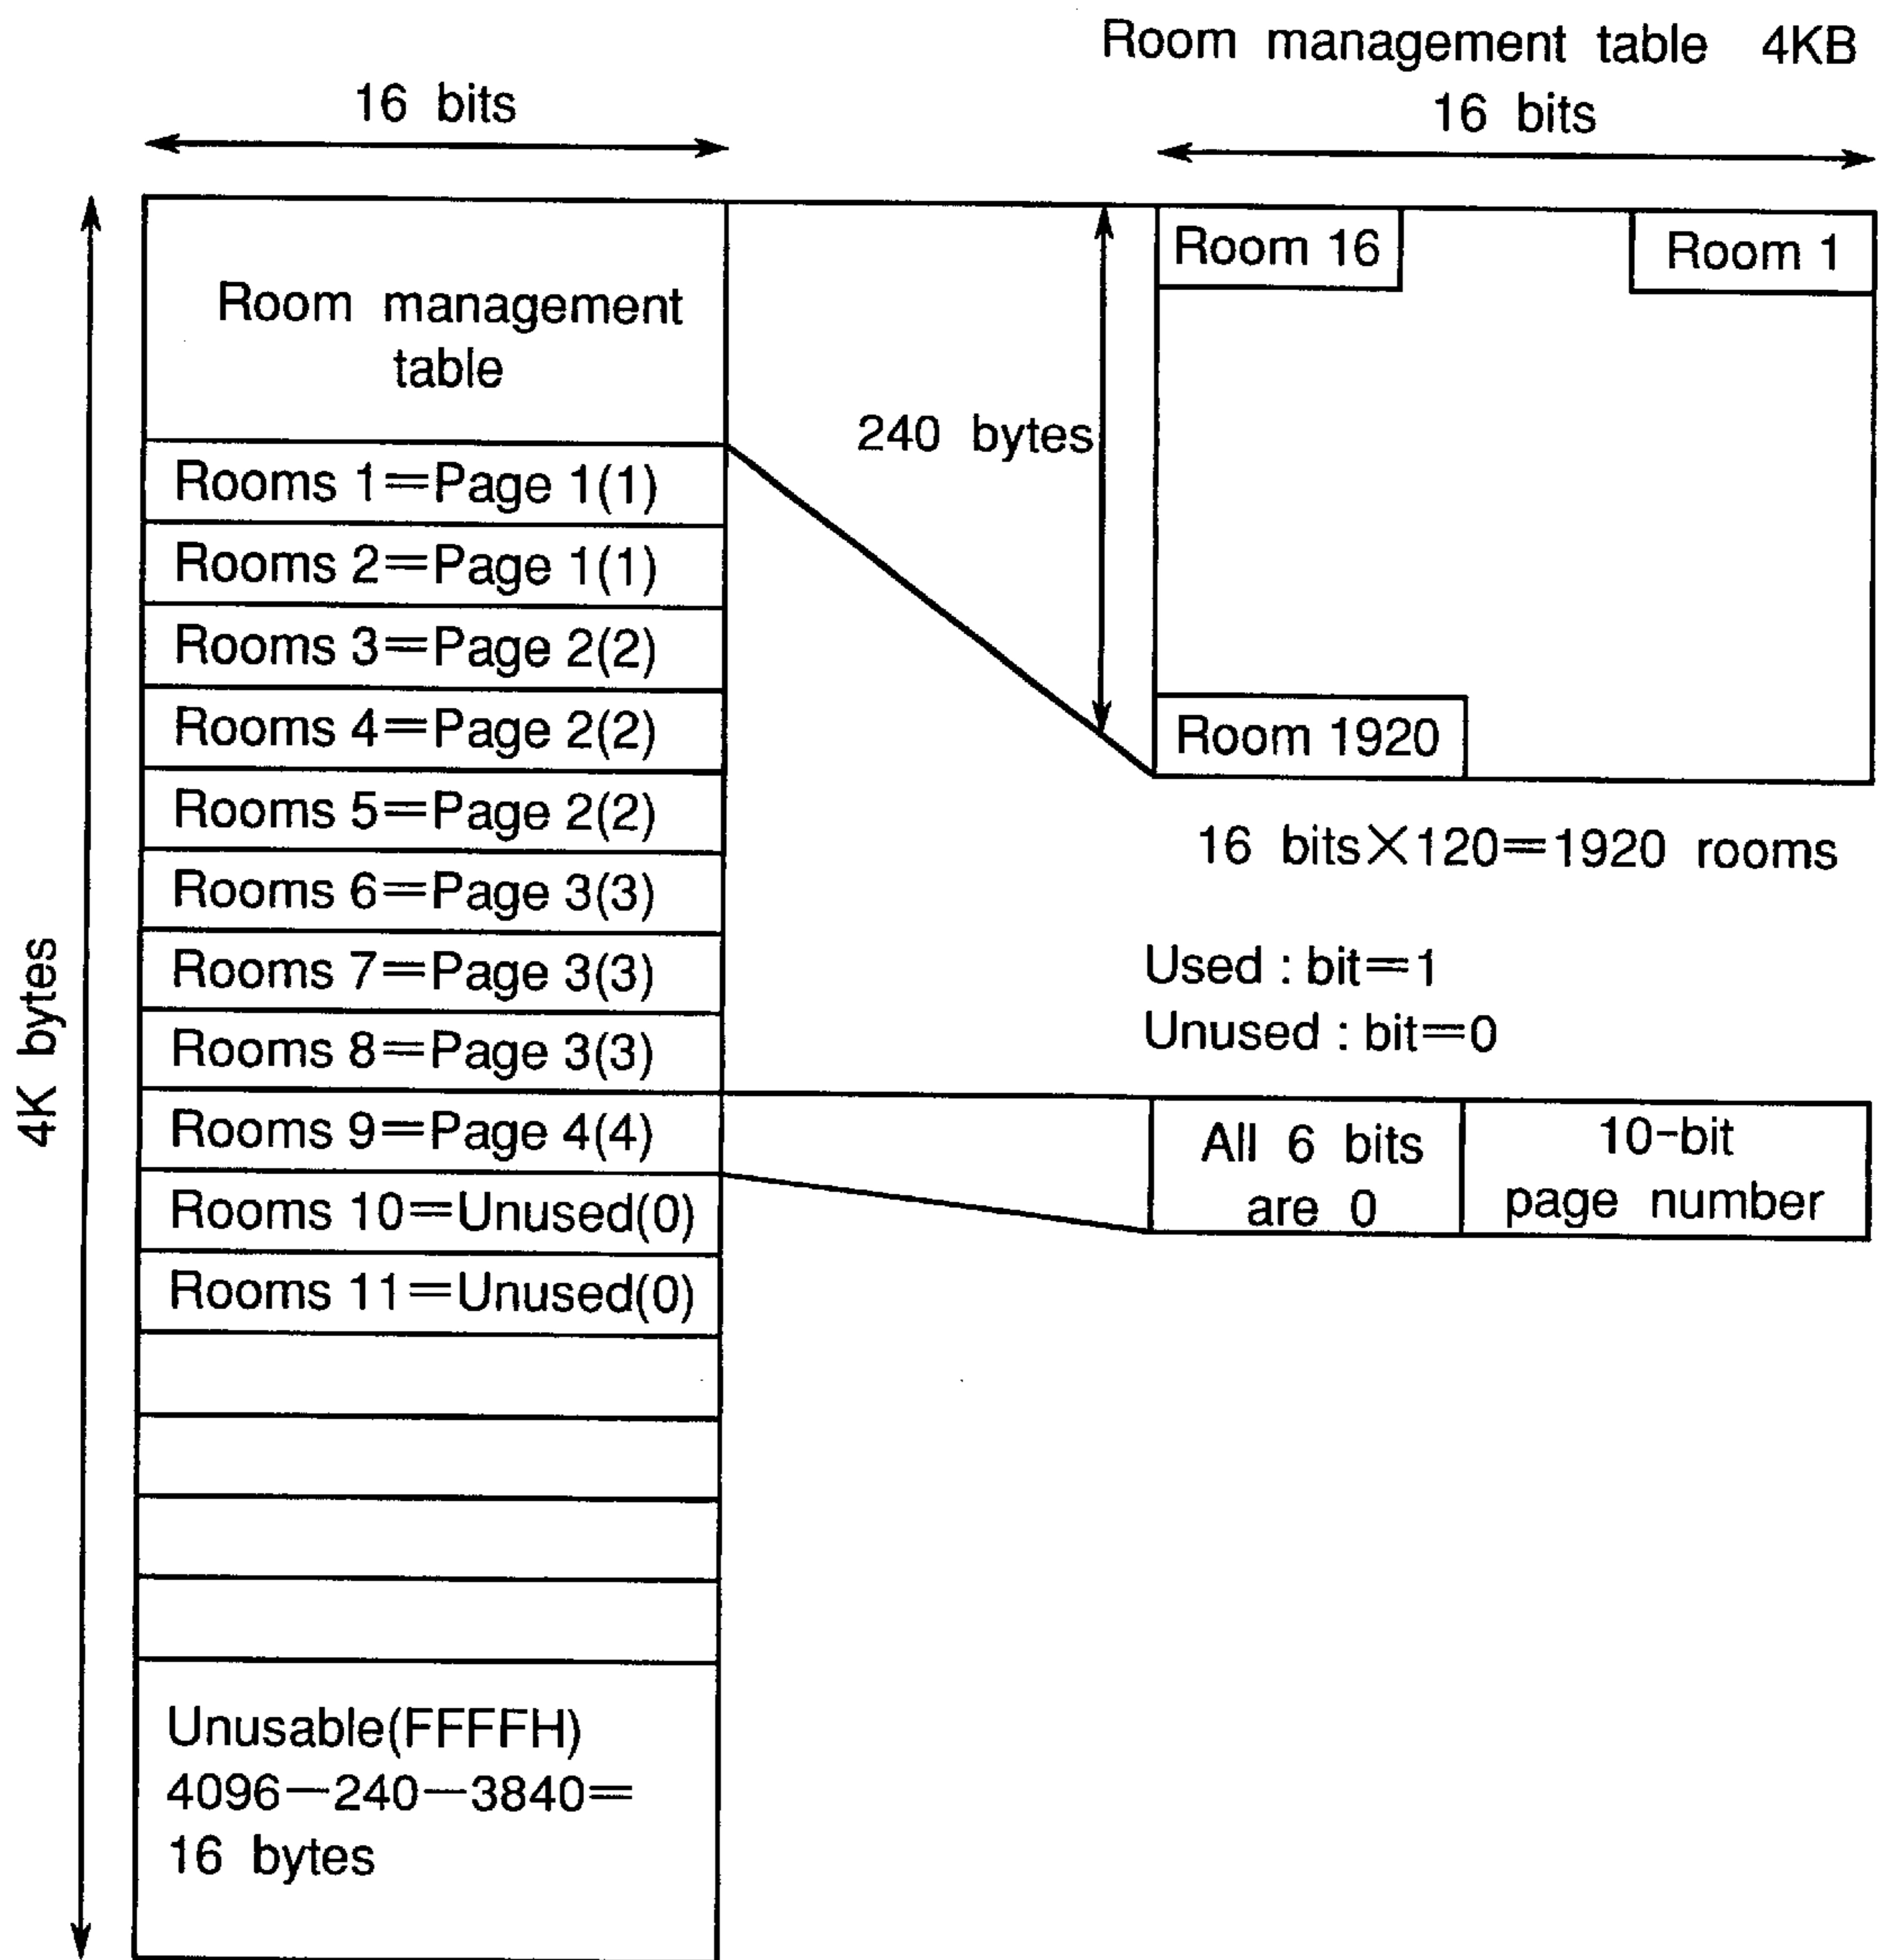 Room management table 4KB
16 bits
16 bits
Room management
table
Rooms 1=Page 1(1)
Rooms 2=Page 1(1)
Rooms 3=Page 2(2)
Rooms 4=Page 2(2)
Rooms 5=Page 2(2)
Rooms 6=Page 3(3)
Rooms 7=Page 3(3)
Rooms 8=Page 3(3)
Rooms 9=Page 4(4)
Rooms 10=Unused(0)
Rooms 11=Unused(0)
Unusable(FFFFH)
4096-240-3840=
16 bytes
4K bytes
240 bytes
Room 16
Room 1
Room 1920
16 bits×120=1920 rooms
Used : bit=1
Unused : bit=0
All 6 bits
are 0
10-bit
page number